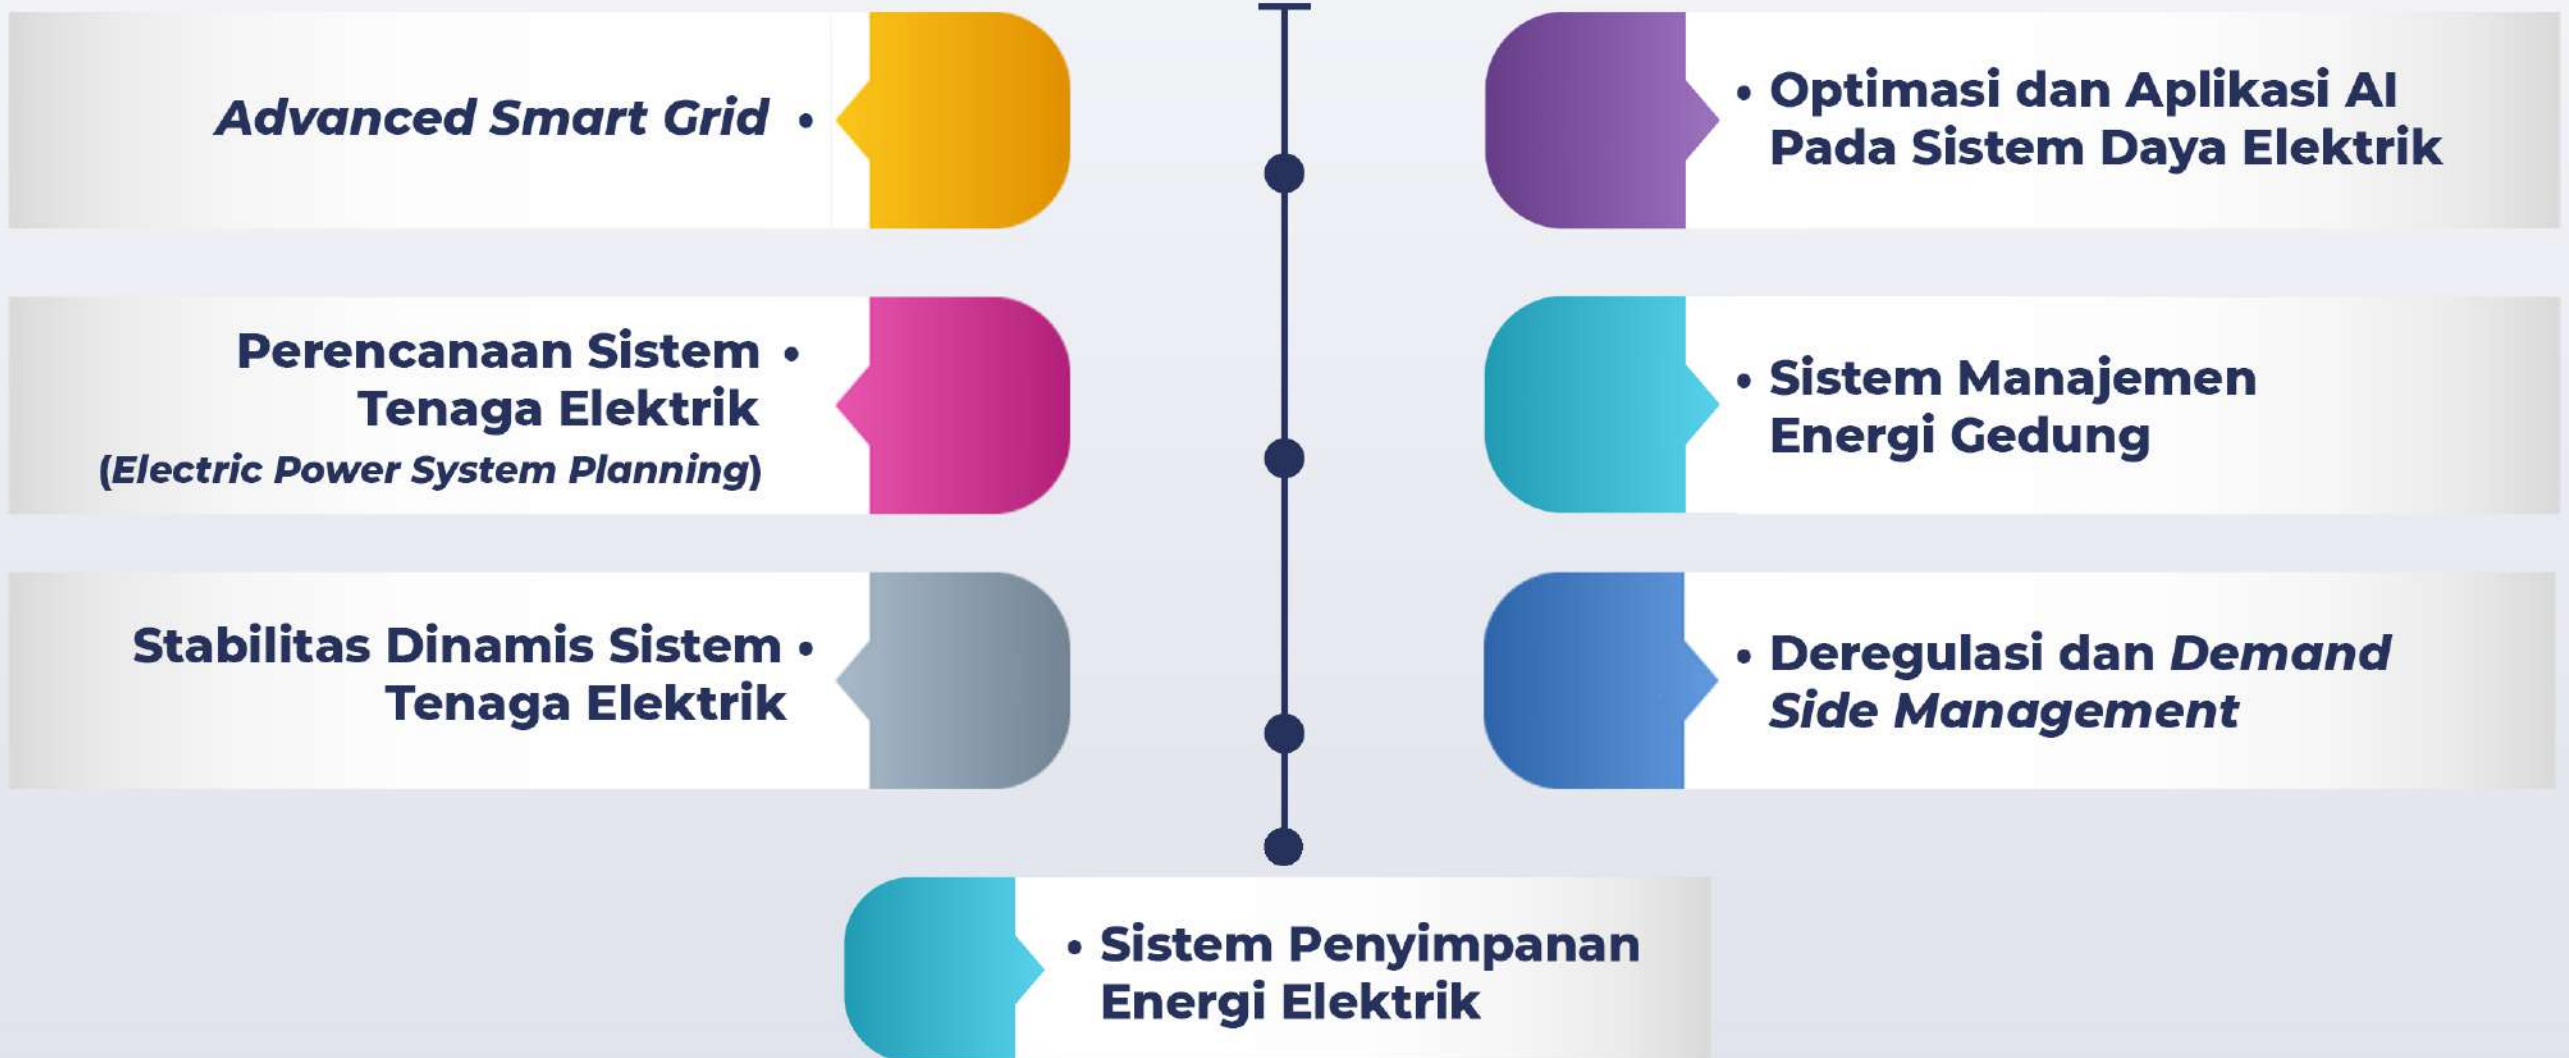 Advanced Smart Grid •
• Optimasi dan Aplikasi AI
Pada Sistem Daya Elektrik
Perencanaan Sistem •
Tenaga Elektrik
(Electric Power System Planning)
• Sistem Manajemen
Energi Gedung
Stabilitas Dinamis Sistem •
Tenaga Elektrik
• Deregulasi dan Demand
Side Management
• Sistem Penyimpanan
Energi Elektrik